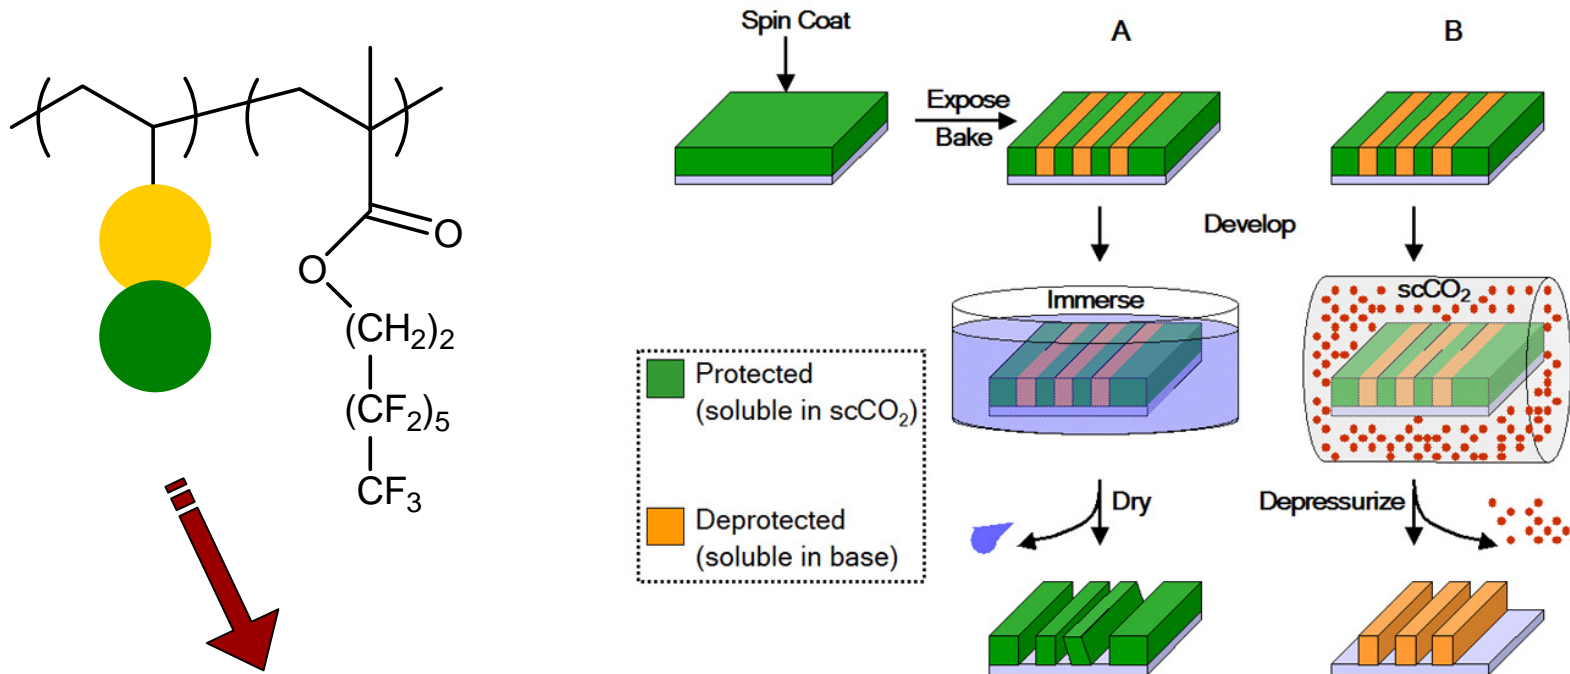 O
O
(CH2)2
(CF2)5
CF3
Spin Coat
A
B
Expose
Bake
Develop
Immerse
scCO2
Protected
(soluble in scCO2)
Deprotected
(soluble in base)
Dry
Depressurize